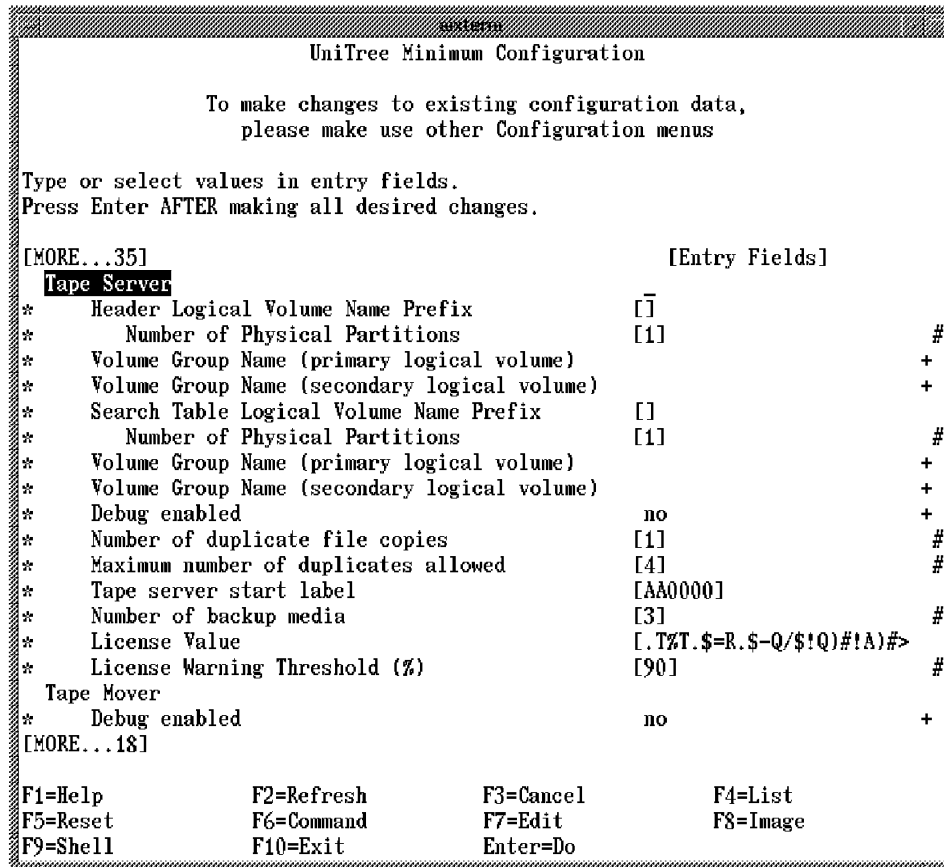 aixterm
UniTree Minimum Configuration
To make changes to existing configuration data,
please make use other Configuration menus
Type or select values in entry fields.
Press Enter AFTER making all desired changes.
[MORE...35] [Entry Fields]
Tape Server
* Header Logical Volume Name Prefix []
* Number of Physical Partitions [1] #
* Volume Group Name (primary logical volume) +
* Volume Group Name (secondary logical volume) +
* Search Table Logical Volume Name Prefix []
* Number of Physical Partitions [1] #
* Volume Group Name (primary logical volume) +
* Volume Group Name (secondary logical volume) +
* Debug enabled no +
* Number of duplicate file copies [1] #
* Maximum number of duplicates allowed [4] #
* Tape server start label [AA0000]
* Number of backup media [3] #
* License Value [.T%T.$=R.$-Q/$!Q)#!A)#>
* License Warning Threshold (%) [90] #
Tape Mover
* Debug enabled no +
[MORE...18]
F1=Help F2=Refresh F3=Cancel F4=List
F5=Reset F6=Command F7=Edit F8=Image
F9=Shell F10=Exit Enter=Do